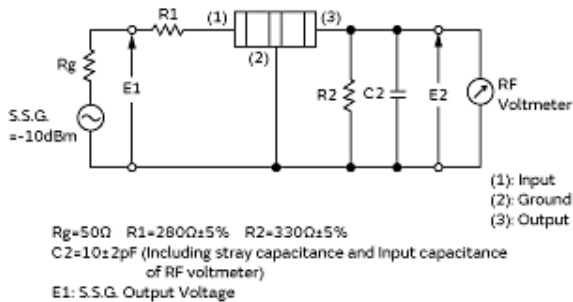 R1
(1)
(3)
Rg
(2)
E1
R2
C2
E2
RF
Voltmeter
S.S.G.
=-10dBm
(1): Input
(2): Ground
(3): Output
Rg=50Ω R1=280Ω±5% R2=330Ω±5%
C2=10±2pF (Including stray capacitance and Input capacitance
of RF voltmeter)
E1: S.S.G. Output Voltage